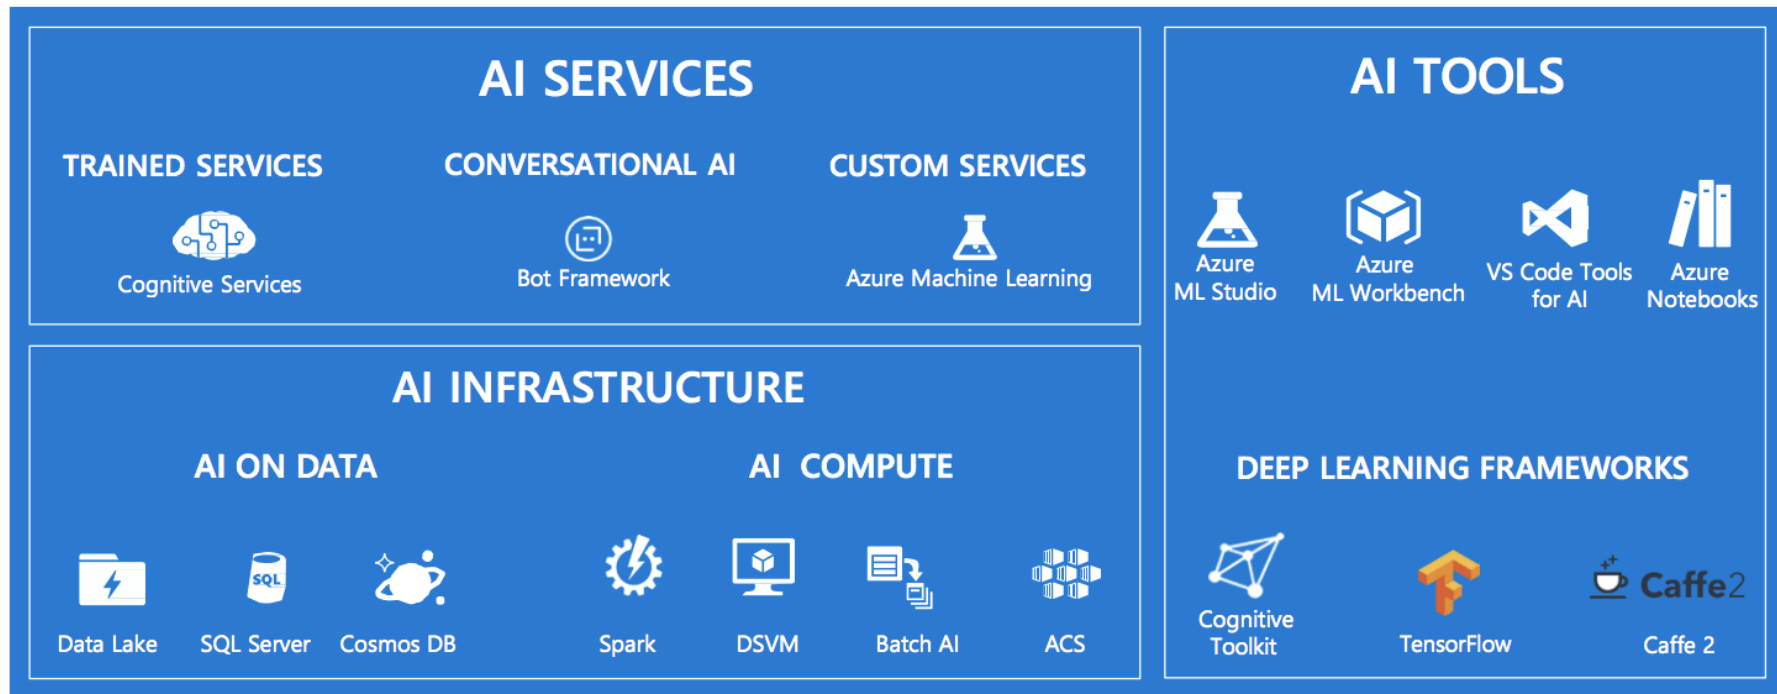 AI SERVICES
TRAINED SERVICES
CONVERSATIONAL AI
CUSTOM SERVICES
Cognitive Services
Bot Framework
Azure Machine Learning
AI INFRASTRUCTURE
AI ON DATA
AI COMPUTE
SQL
Data Lake
SQL Server
Cosmos DB
Spark
DSVM
Batch AI
ACS
AI TOOLS
Azure
ML Studio
Azure
ML Workbench
VS Code Tools
for AI
Azure
Notebooks
DEEP LEARNING FRAMEWORKS
Cognitive
Toolkit
TensorFlow
Caffe2
Caffe 2